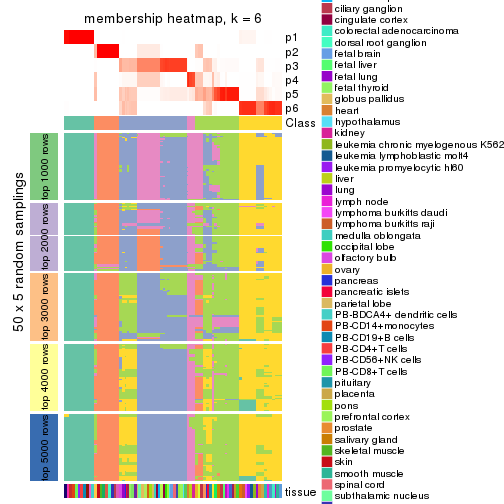 membership heatmap, k = 6
p1
p2
p3
p4
p5
p6
Class
50 x 5 random samplings
top 1000 rows
top 2000 rows
top 3000 rows
top 4000 rows
top 5000 rows
tissue
ciliary ganglion
cingulate cortex
colorectal adenocarcinoma
dorsal root ganglion
fetal brain
fetal liver
fetal lung
fetal thyroid
globus pallidus
heart
hypothalamus
kidney
leukemia chronic myelogenous K562
leukemia lymphoblastic molt4
leukemia promyelocytic hl60
liver
lung
lymph node
lymphoma burkitts daudi
lymphoma burkitts raji
medulla oblongata
occipital lobe
olfactory bulb
ovary
pancreas
pancreatic islets
parietal lobe
PB-BDCA4+ dendritic cells
PB-CD14+monocytes
PB-CD19+B cells
PB-CD4+T cells
PB-CD56+NK cells
PB-CD8+T cells
pituitary
placenta
pons
prefrontal cortex
prostate
salivary gland
skeletal muscle
skin
smooth muscle
spinal cord
subthalamic nucleus